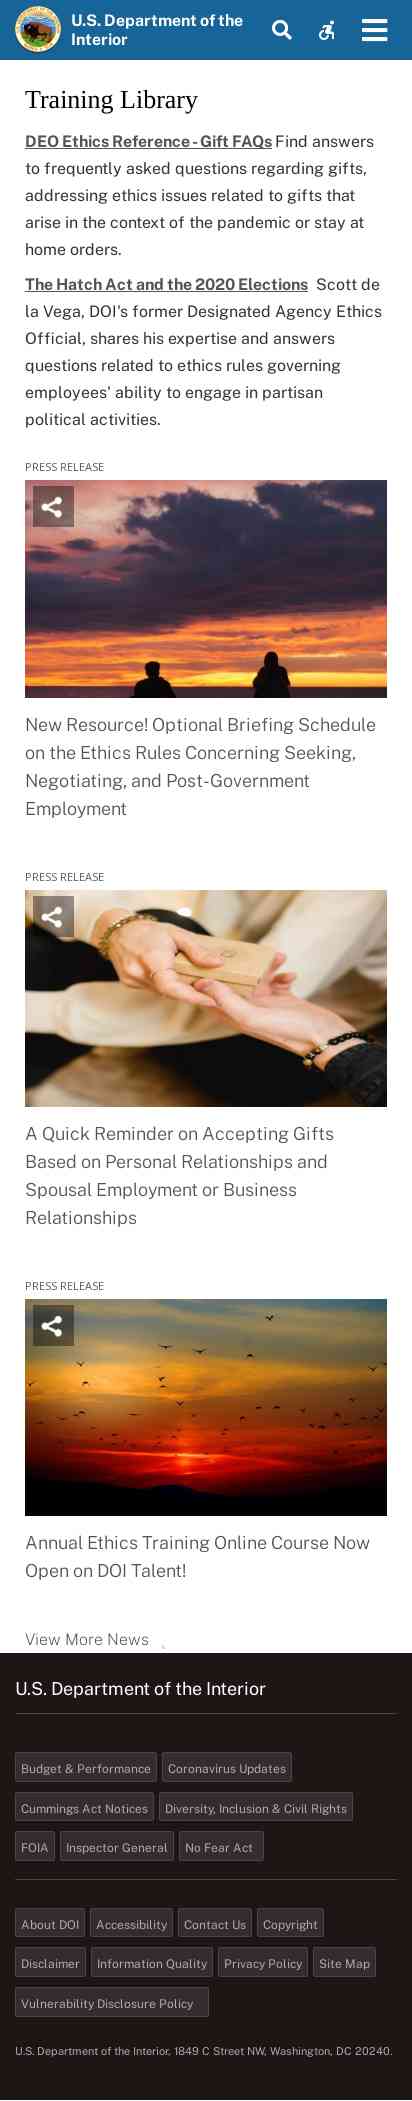 U.S. Department of the
Interior
Training Library
DEO Ethics Reference - Gift FAQs Find answers
to frequently asked questions regarding gifts,
addressing ethics issues related to gifts that
arise in the context of the pandemic or stay at
home orders.
The Hatch Act and the 2020 Elections Scott de
la Vega, DOI's former Designated Agency Ethics
Official, shares his expertise and answers
questions related to ethics rules governing
employees' ability to engage in partisan
political activities.
PRESS RELEASE
New Resource! Optional Briefing Schedule
on the Ethics Rules Concerning Seeking,
Negotiating, and Post-Government
Employment
PRESS RELEASE
A Quick Reminder on Accepting Gifts
Based on Personal Relationships and
Spousal Employment or Business
Relationships
PRESS RELEASE
Annual Ethics Training Online Course Now
Open on DOI Talent!
View More News
U.S. Department of the Interior
Budget & Performance Coronavirus Updates
Cummings Act Notices Diversity, Inclusion & Civil Rights
FOIA Inspector General No Fear Act
About DOI Accessibility Contact Us Copyright
Disclaimer Information Quality Privacy Policy Site Map
Vulnerability Disclosure Policy
U.S. Department of the Interior, 1849 C Street NW, Washington, DC 20240.